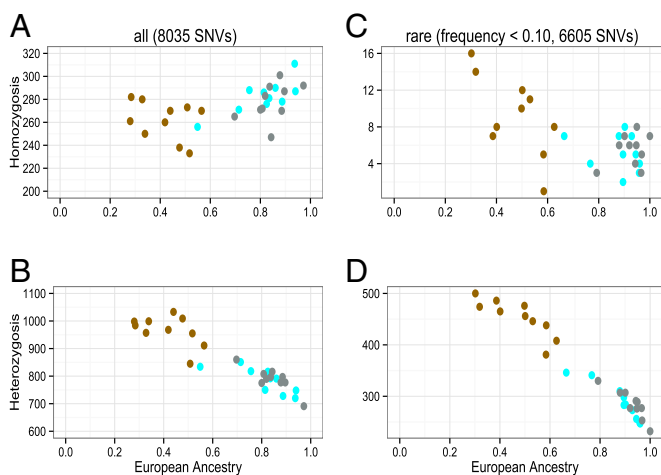 A
all (8035 SNVs)
Homozygosis
320
300
280
260
240
220
200
0.0 0.2 0.4 0.6 0.8 1.0
C
rare (frequency < 0.10, 6605 SNVs)
16
12
8
4
0.0 0.2 0.4 0.6 0.8 1.0
B
Heterozygosis
1100
1000
900
800
700
600
0.0 0.2 0.4 0.6 0.8 1.0
European Ancestry
D
500
400
300
0.0 0.2 0.4 0.6 0.8 1.0
European Ancestry